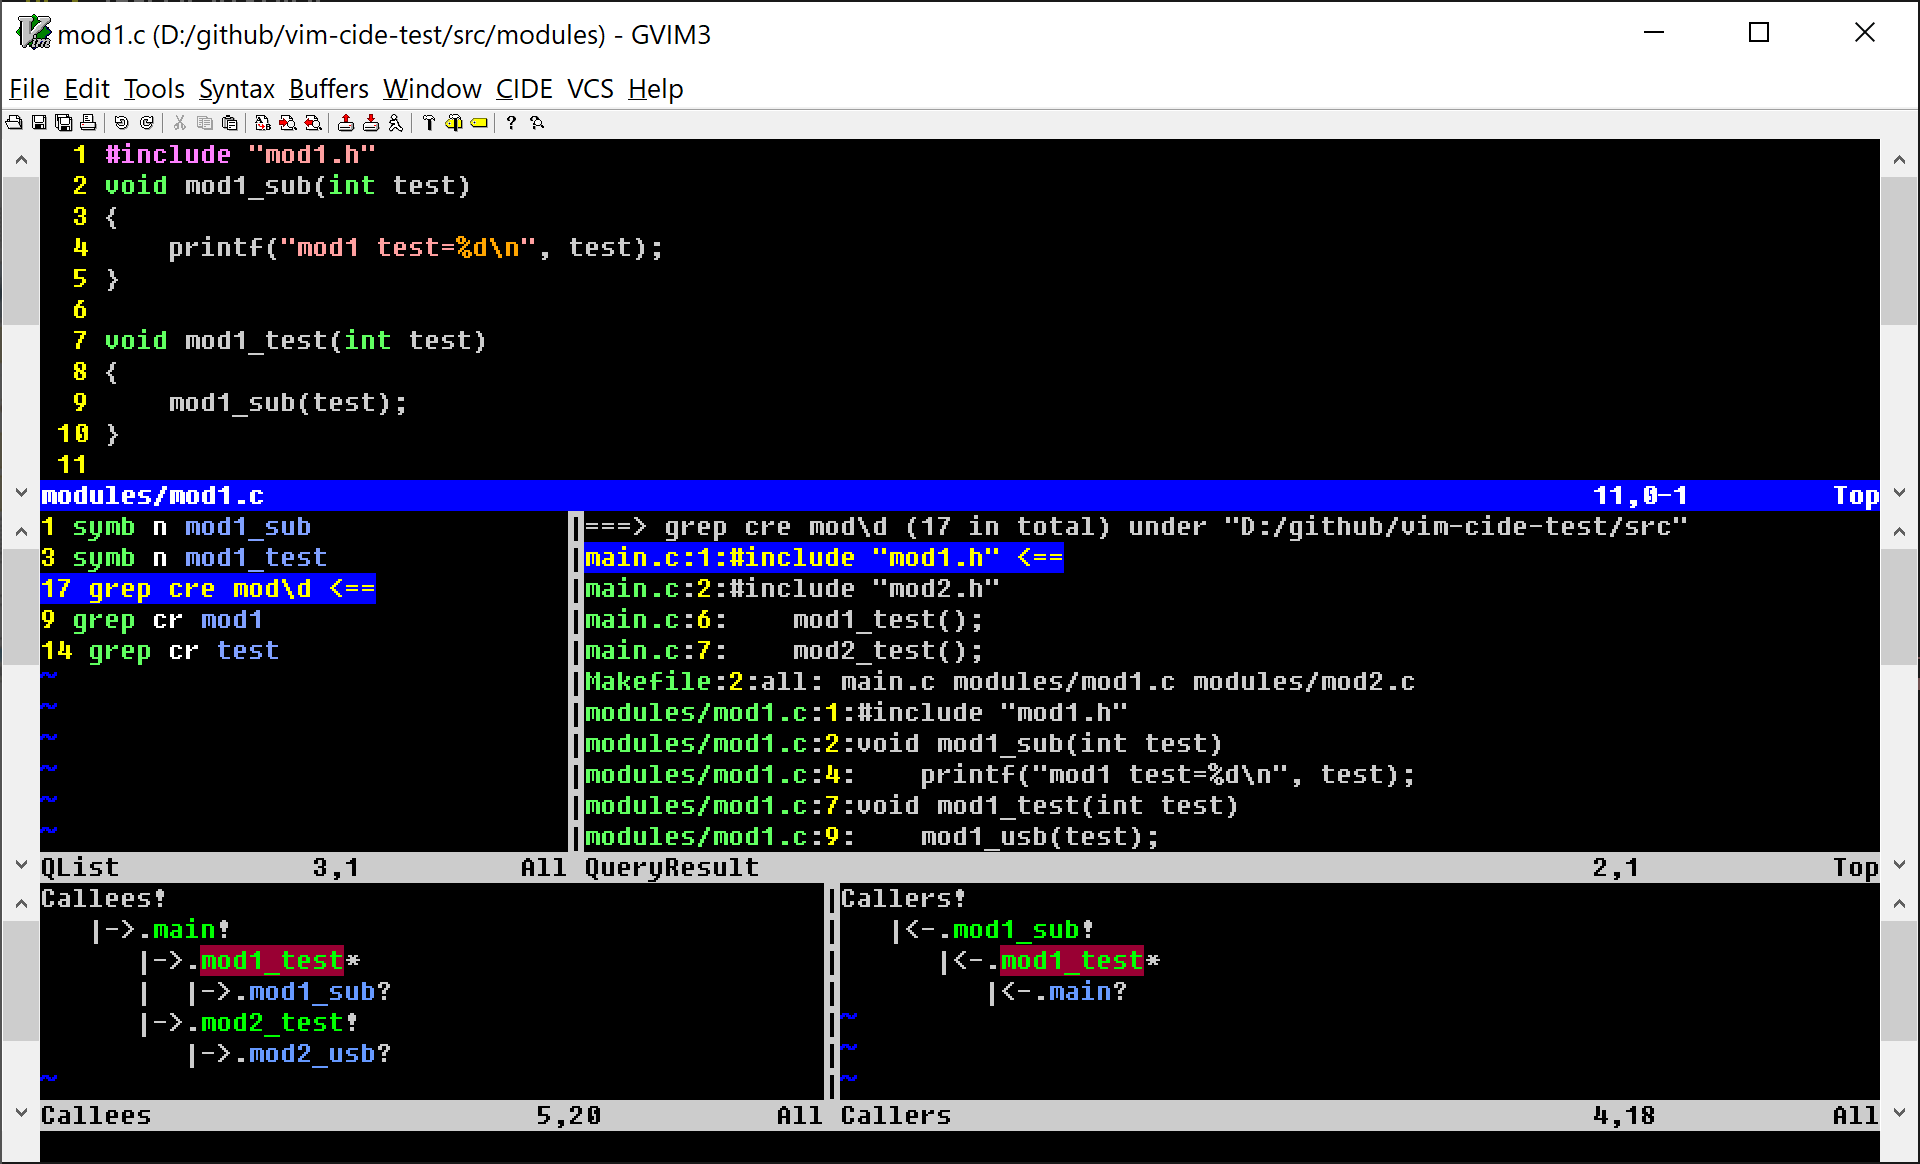 mod1.c (D:/github/vim-cide-test/src/modules) - GVIM3
File Edit Tools Syntax Buffers Window CIDE VCS Help
1 #include "mod1.h"
2 void mod1_sub(int test)
3 {
4     printf("mod1 test=%d\n", test);
5 }
6
7 void mod1_test(int test)
8 {
9     mod1_sub(test);
10 }
11
modules/mod1.c 11,0-1 Top
1 symb n mod1_sub
3 symb n mod1_test
17 grep cre mod\d <==
9 grep cr mod1
14 grep cr test
~
~
~
~
~
~
QList 3,1 All
===> grep cre mod\d (17 in total) under "D:/github/vim-cide-test/src"
main.c:1:#include "mod1.h" <==
main.c:2:#include "mod2.h"
main.c:6:    mod1_test();
main.c:7:    mod2_test();
Makefile:2:all: main.c modules/mod1.c modules/mod2.c
modules/mod1.c:1:#include "mod1.h"
modules/mod1.c:2:void mod1_sub(int test)
modules/mod1.c:4:    printf("mod1 test=%d\n", test);
modules/mod1.c:7:void mod1_test(int test)
modules/mod1.c:9:    mod1_usb(test);
QueryResult 2,1 Top
Callees!
   |->.main!
      |->.mod1_test*
      |  |->.mod1_sub?
      |->.mod2_test!
         |->.mod2_usb?
~
Callees 5,20 All
Callers!
   |<-.mod1_sub!
      |<-.mod1_test*
         |<-.main?
~
~
~
Callers 4,18 All